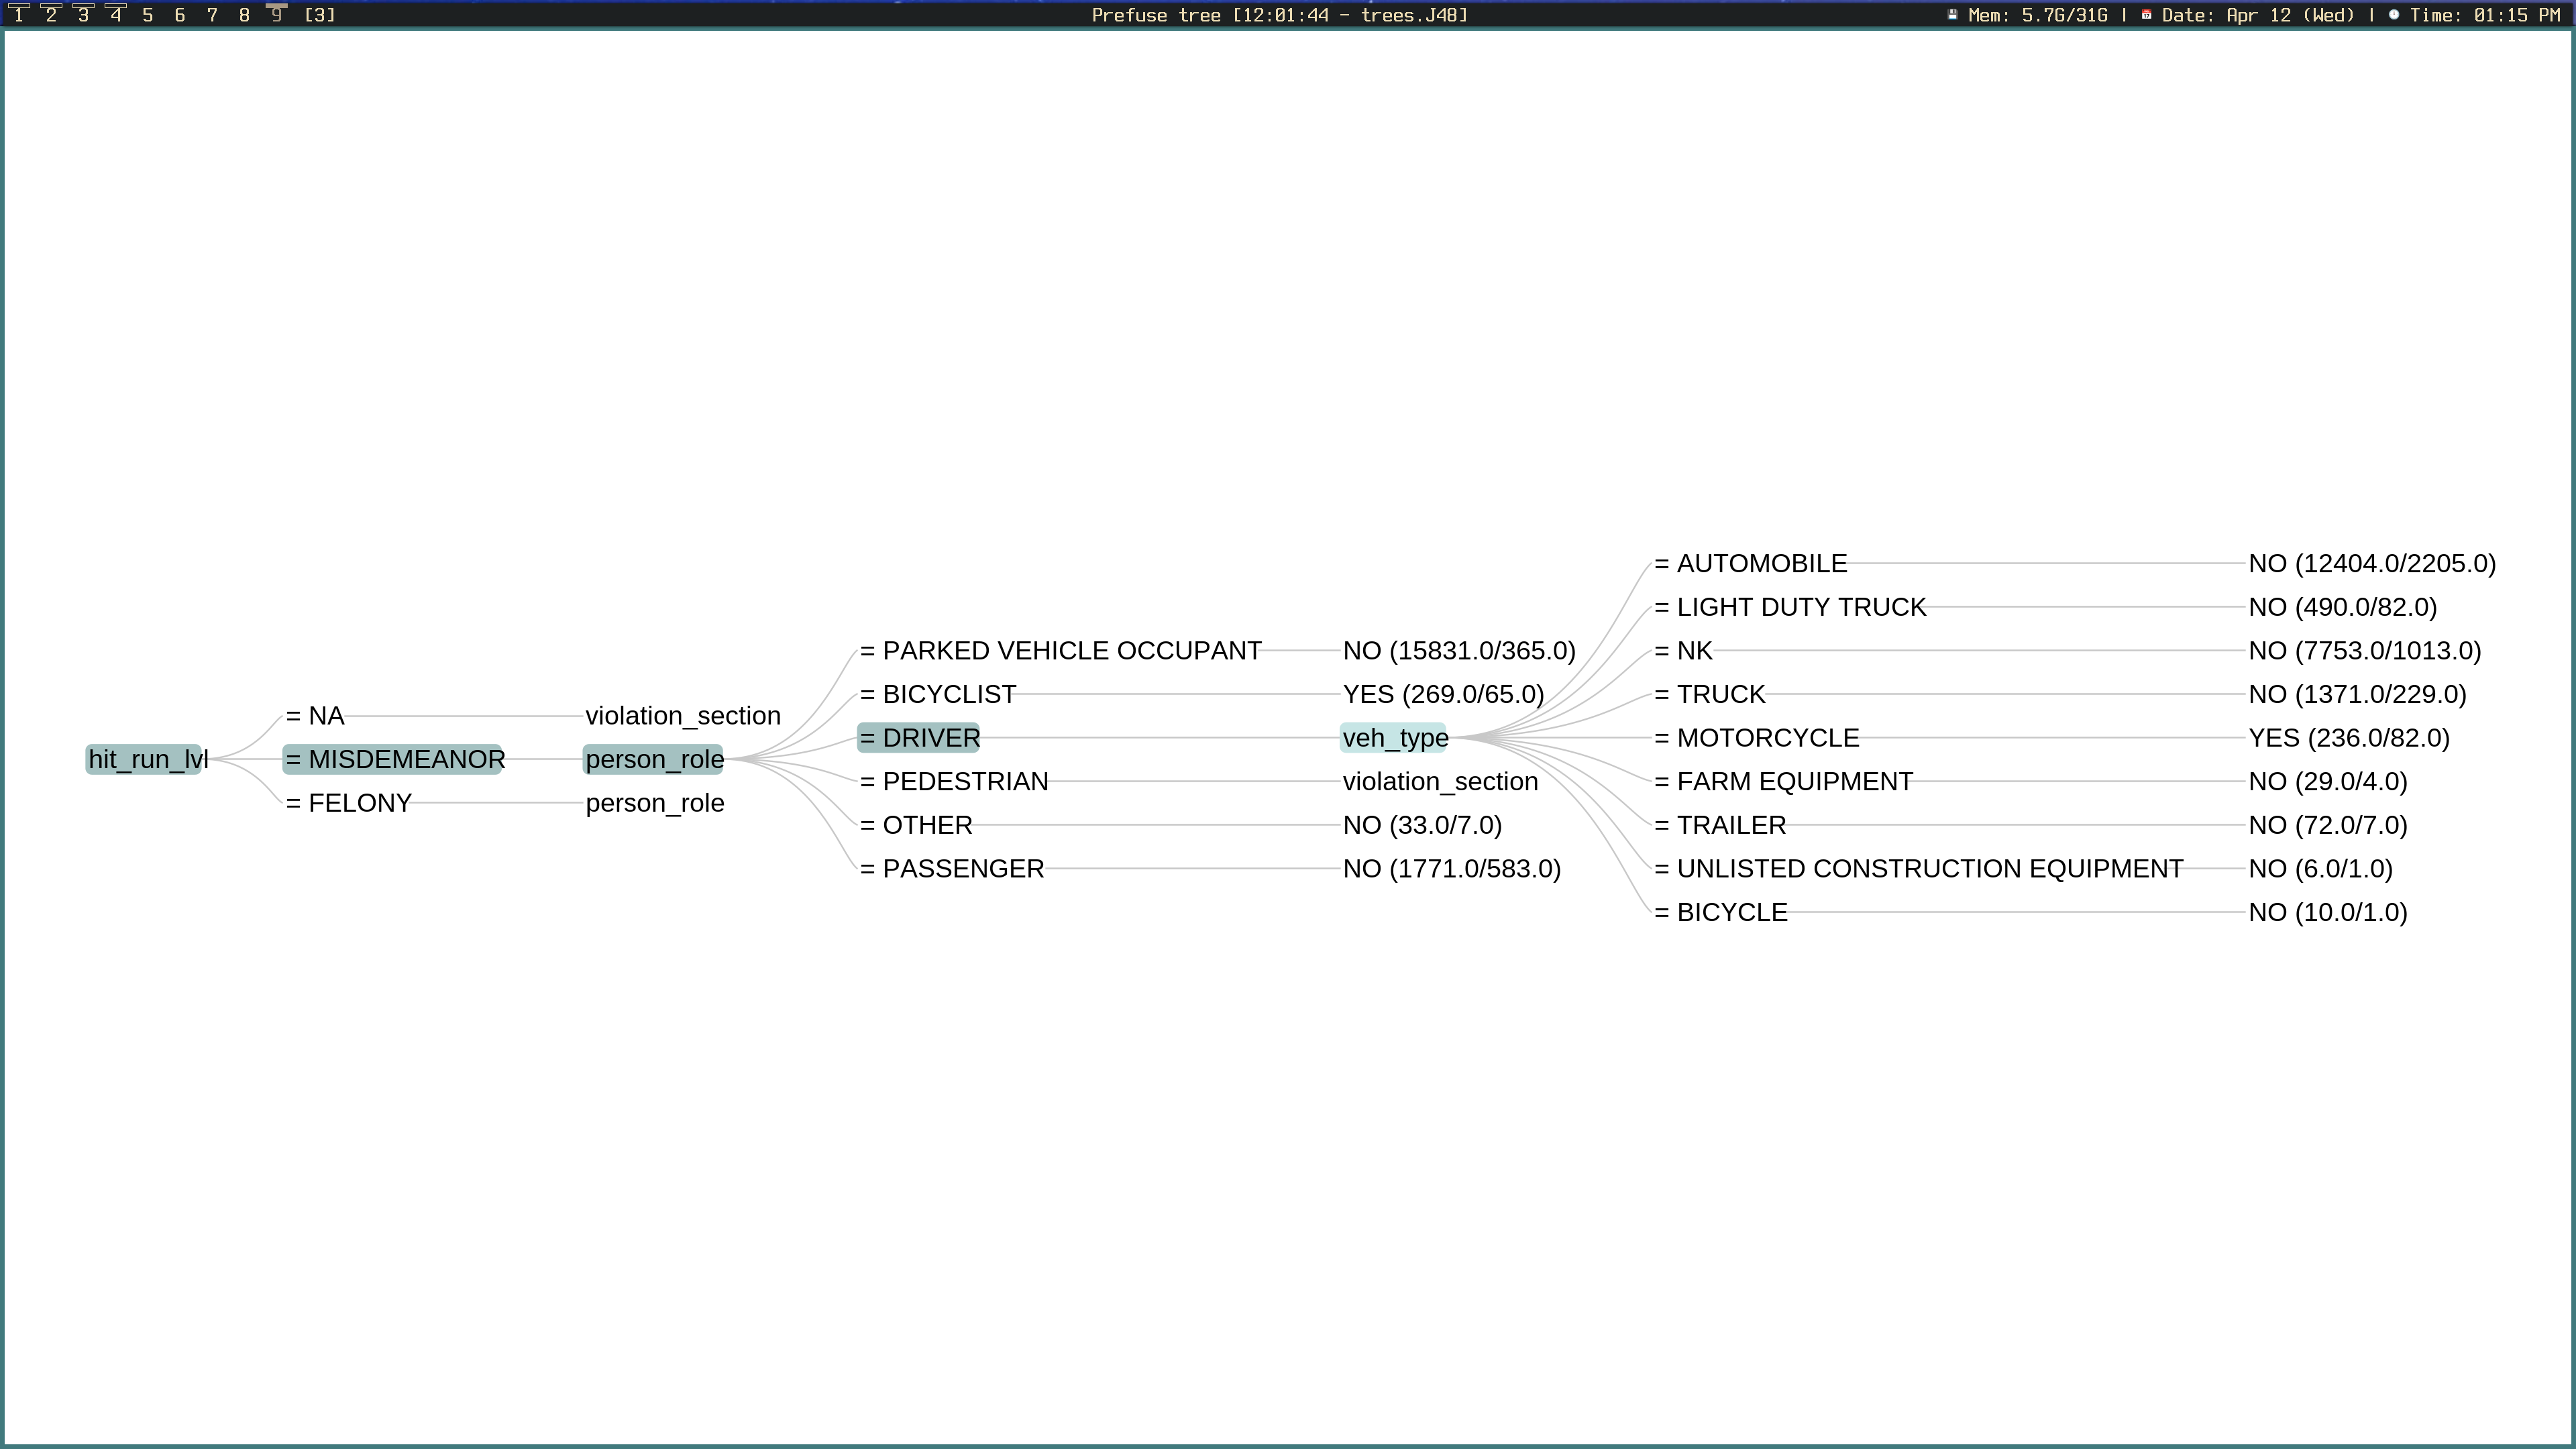 1 2 3 4 5 6 7 8 9 [3] Prefuse tree [12:01:44 - trees.J48] Mem: 5.7G/31G | Date: Apr 12 (Wed) | Time: 01:15 PM
= AUTOMOBILE NO (12404.0/2205.0)
= LIGHT DUTY TRUCK NO (490.0/82.0)
= PARKED VEHICLE OCCUPANT NO (15831.0/365.0) = NK NO (7753.0/1013.0)
= BICYCLIST YES (269.0/65.0) = TRUCK NO (1371.0/229.0)
= NA violation_section
= DRIVER veh_type = MOTORCYCLE YES (236.0/82.0)
hit_run_lvl = MISDEMEANOR person_role
= PEDESTRIAN violation_section = FARM EQUIPMENT NO (29.0/4.0)
= FELONY person_role
= OTHER NO (33.0/7.0) = TRAILER NO (72.0/7.0)
= PASSENGER NO (1771.0/583.0) = UNLISTED CONSTRUCTION EQUIPMENT NO (6.0/1.0)
= BICYCLE NO (10.0/1.0)